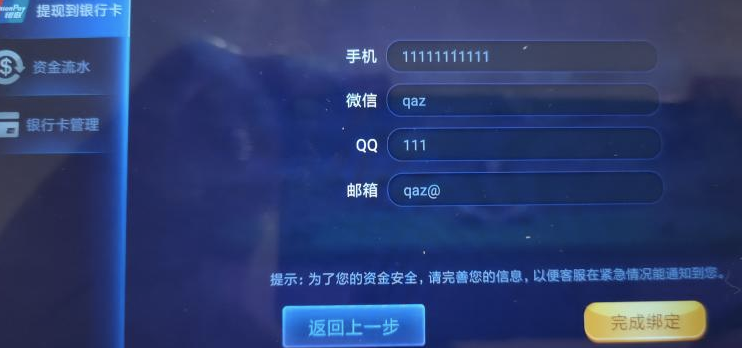 提现到银行卡
资金流水
银行卡管理
手机 11111111111
微信 qaz
QQ 111
邮箱 qaz@
提示: 为了您的资金安全, 请完善您的信息, 以便客服在紧急情况能通知到您。
返回上一步
完成绑定